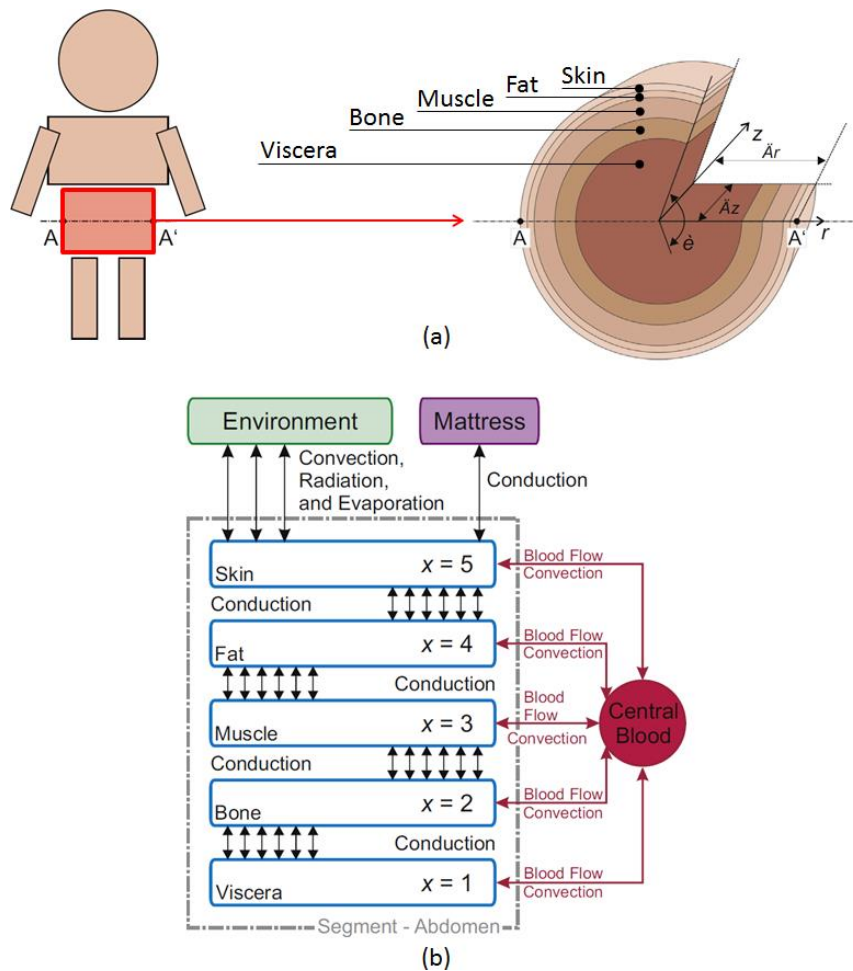 Skin
Fat
Muscle
Bone
Viscera
z
Är
Äz
A
A'
A
A'
r
è
(a)
Environment
Mattress
Convection,
Radiation,
and Evaporation
Conduction
Skin
x = 5
Blood Flow
Convection
Conduction
Fat
x = 4
Blood Flow
Convection
Conduction
Muscle
x = 3
Blood
Flow
Convection
Central
Blood
Conduction
Bone
x = 2
Blood Flow
Convection
Conduction
Viscera
x = 1
Blood Flow
Convection
Segment - Abdomen
(b)